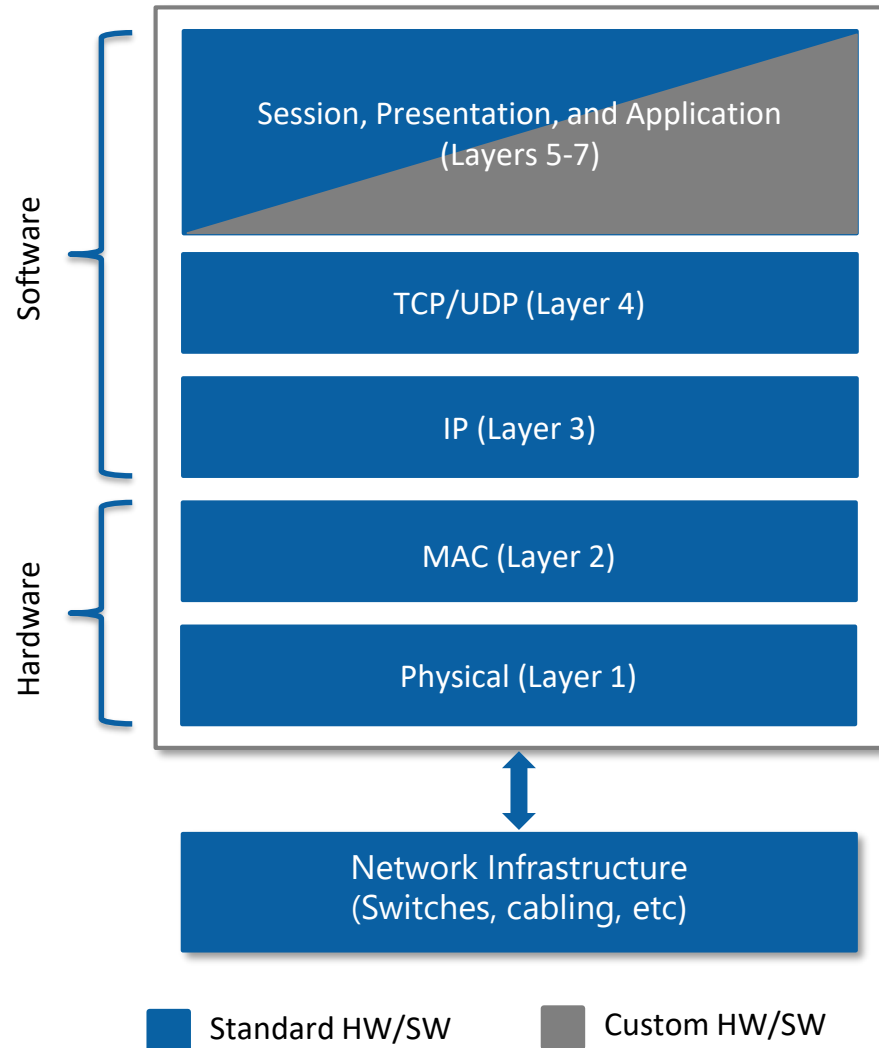 Session, Presentation, and Application
(Layers 5-7)
Software
TCP/UDP (Layer 4)
IP (Layer 3)
MAC (Layer 2)
Hardware
Physical (Layer 1)
Network Infrastructure
(Switches, cabling, etc)
Standard HW/SW
Custom HW/SW